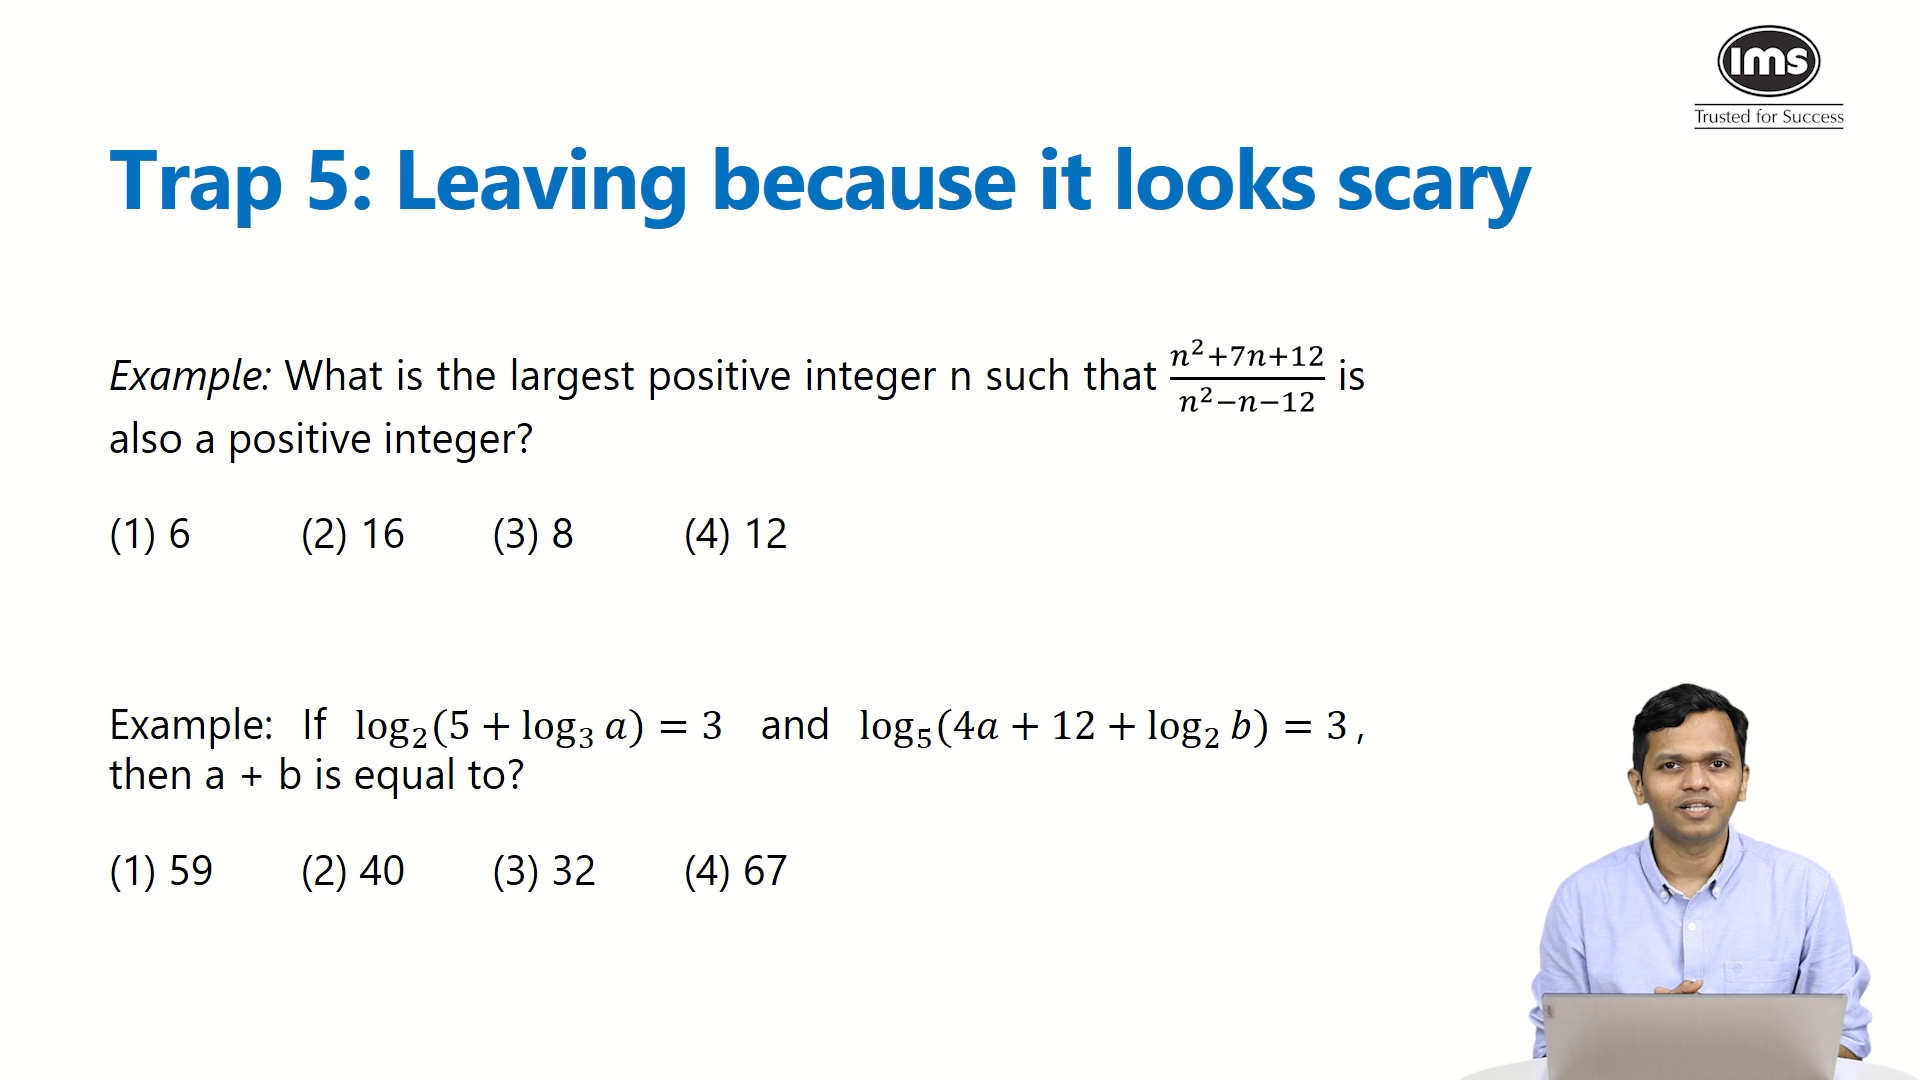 ims
Trusted for Success
Trap 5: Leaving because it looks scary
Example: What is the largest positive integer n such that (n²+7n+12)/(n²−n−12) is
also a positive integer?
(1) 6 (2) 16 (3) 8 (4) 12
Example: If log₂(5 + log₃ a) = 3 and log₅(4a + 12 + log₂ b) = 3,
then a + b is equal to?
(1) 59 (2) 40 (3) 32 (4) 67